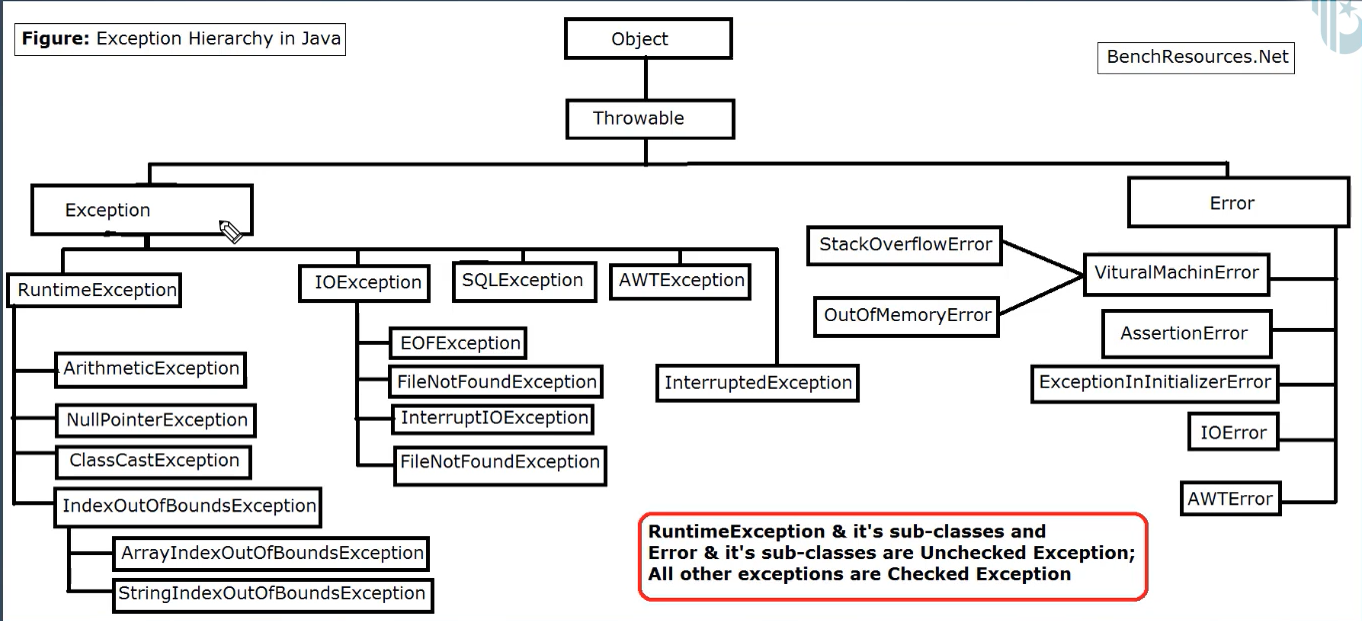 Figure: Exception Hierarchy in Java
Object
BenchResources.Net
Throwable
Exception
Error
RuntimeException
IOException
SQLException
AWTException
StackOverflowError
VituralMachinError
OutOfMemoryError
AssertionError
EOFException
ArithmeticException
FileNotFoundException
InterruptedException
ExceptionInInitializerError
NullPointerException
InterruptIOException
IOError
ClassCastException
FileNotFoundException
IndexOutOfBoundsException
AWTError
RuntimeException & it's sub-classes and
Error & it's sub-classes are Unchecked Exception;
All other exceptions are Checked Exception
ArrayIndexOutOfBoundsException
StringIndexOutOfBoundsException